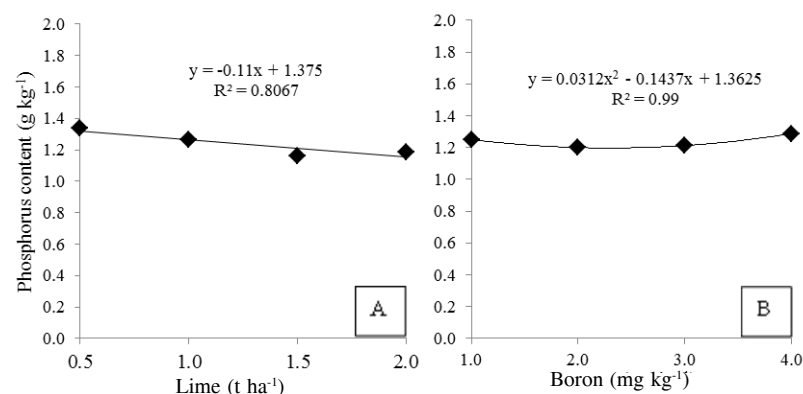 Phosphorus content (g kg⁻¹)
2.0
1.8
1.6
1.4
1.2
1.0
0.8
0.6
0.4
0.2
0.0
y = -0.11x + 1.375
R² = 0.8067
A
0.5 1.0 1.5 2.0
Lime (t ha⁻¹)
2.0
1.8
1.6
1.4
1.2
1.0
0.8
0.6
0.4
0.2
0.0
y = 0.0312x² - 0.1437x + 1.3625
R² = 0.99
B
1.0 2.0 3.0 4.0
Boron (mg kg⁻¹)